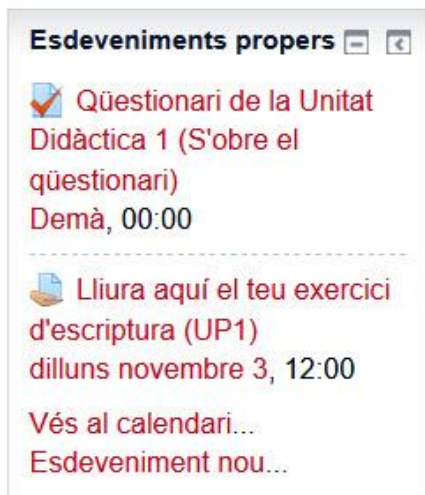 Esdeveniments propers
Qüestionari de la Unitat
Didàctica 1 (S'obre el
qüestionari)
Demà, 00:00
Lliura aquí el teu exercici
d'escriptura (UP1)
dilluns novembre 3, 12:00
Vés al calendari...
Esdeveniment nou...